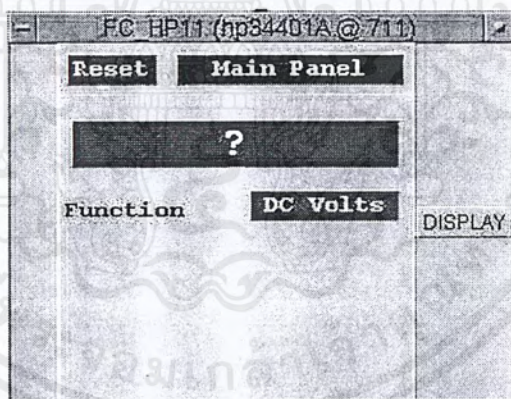 FC HP11 (hp34401A @ 711)
Reset Main Panel
?
Function DC Volts
DISPLAY